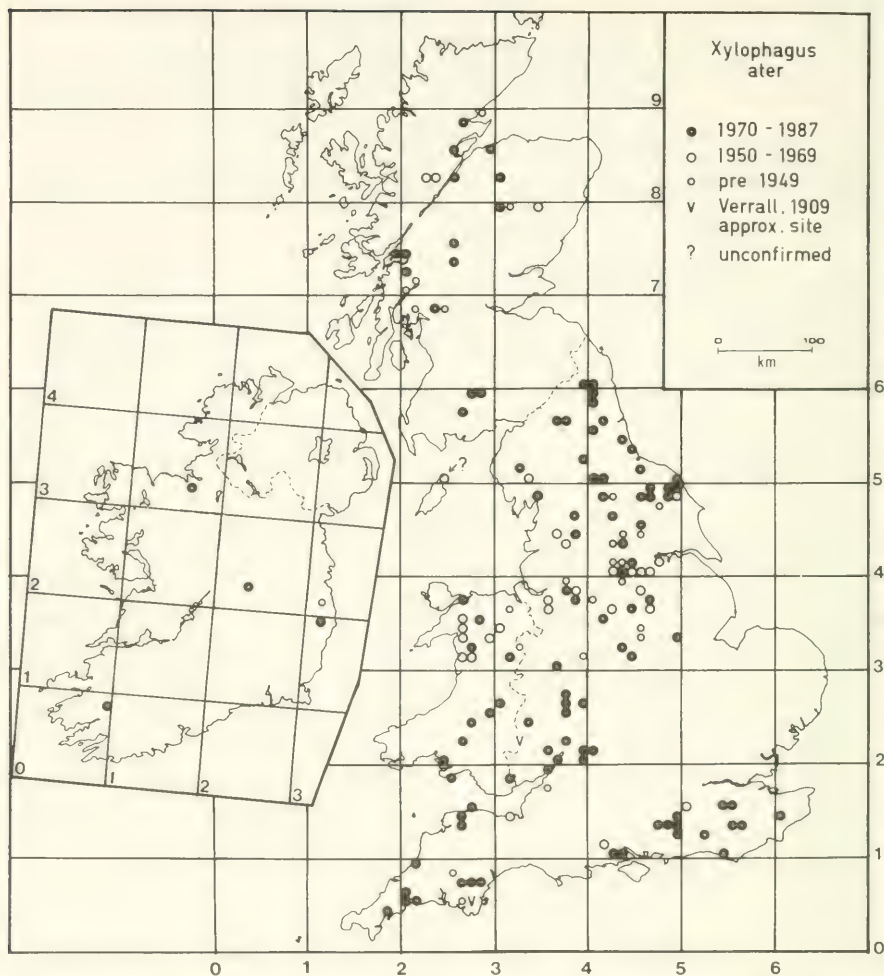 Xylophagus
ater
1970 - 1987
1950 - 1969
pre 1949
v Verrall, 1909
approx. site
? unconfirmed
0 100
km
9
8
7
6
5
4
3
2
1
0
?
v
v
4
3
2
1
0
1
2
3
0 1 2 3 4 5 6